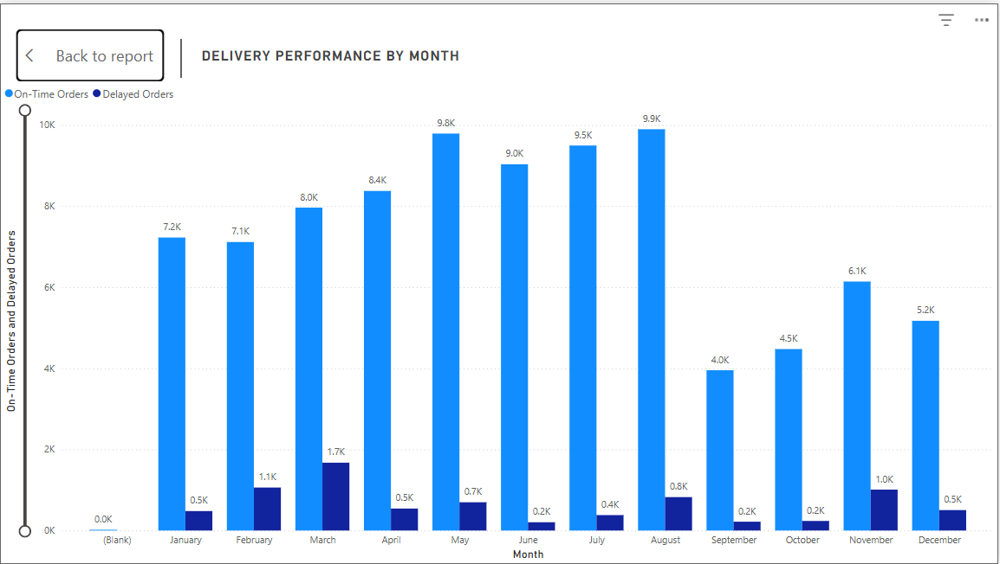 Back to report
DELIVERY PERFORMANCE BY MONTH
On-Time Orders Delayed Orders
On-Time Orders and Delayed Orders
10K
8K
6K
4K
2K
0K
0.0K
7.2K
0.5K
7.1K
1.1K
8.0K
1.7K
8.4K
0.5K
9.8K
0.7K
9.0K
0.2K
9.5K
0.4K
9.9K
0.8K
4.0K
0.2K
4.5K
0.2K
6.1K
1.0K
5.2K
0.5K
(Blank) January February March April May June July August September October November December
Month